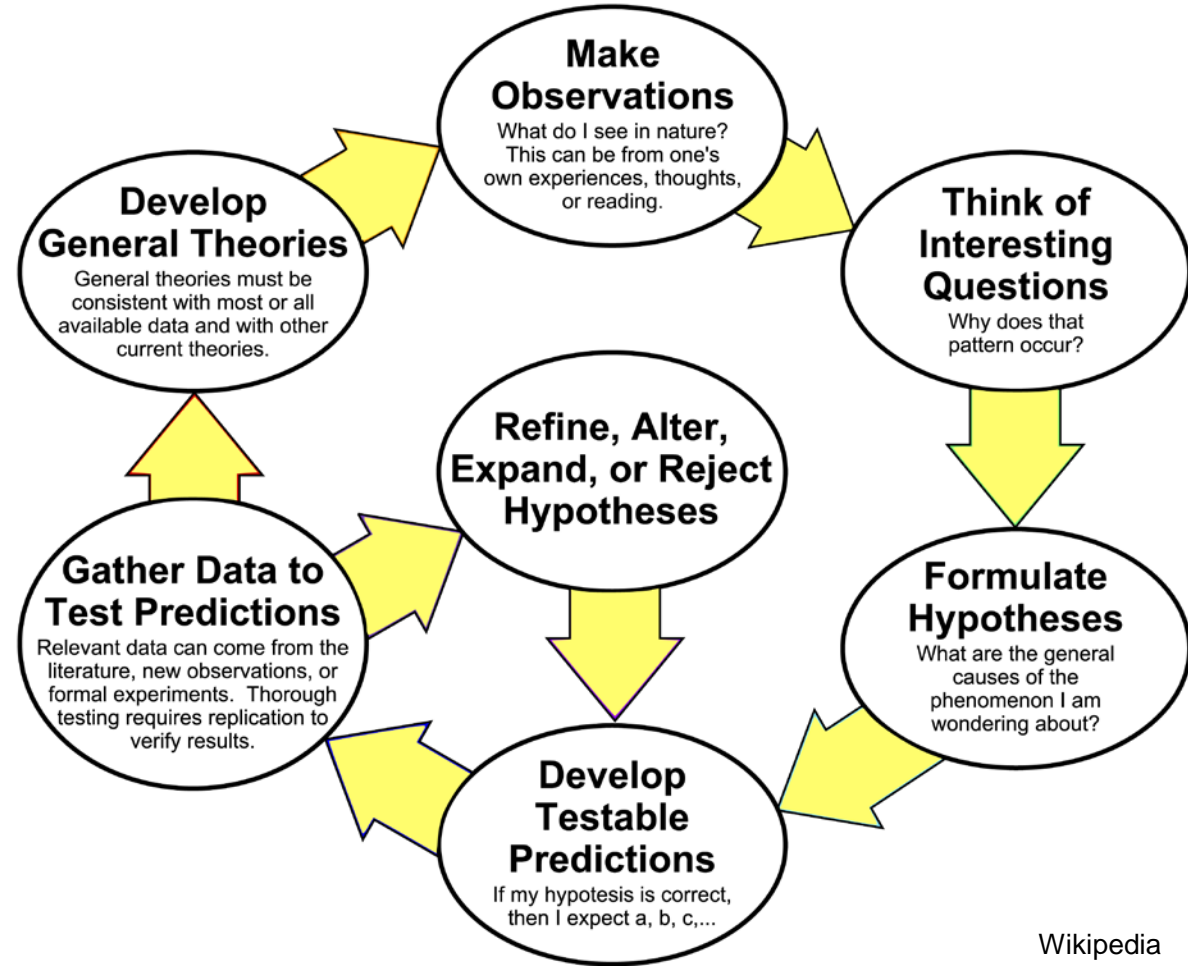 Make
Observations
What do I see in nature?
This can be from one's
own experiences, thoughts,
or reading.
Think of
Interesting
Questions
Why does that
pattern occur?
Formulate
Hypotheses
What are the general
causes of the
phenomenon I am
wondering about?
Develop
Testable
Predictions
If my hypotesis is correct,
then I expect a, b, c,...
Gather Data to
Test Predictions
Relevant data can come from the
literature, new observations, or
formal experiments. Thorough
testing requires replication to
verify results.
Refine, Alter,
Expand, or Reject
Hypotheses
Develop
General Theories
General theories must be
consistent with most or all
available data and with other
current theories.
Wikipedia